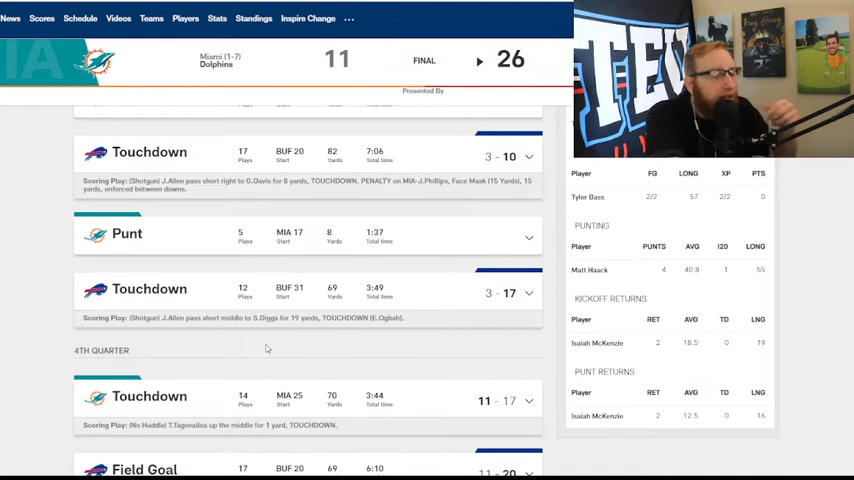 News Scores Schedule Videos Teams Players Stats Standings Inspire Change ...
IA
Miami (1-7)
Dolphins
11
FINAL
26
Presented By
Touchdown
17
Plays
BUF 20
Start
82
Yards
7:06
Total time
3 - 10
Scoring Play: (Shotgun) J.Allen pass short right to G.Davis for 8 yards, TOUCHDOWN. PENALTY on MIA-J.Phillips, Face Mask (15 Yards), 15
yards, enforced between downs.
Punt
5
Plays
MIA 17
Start
8
Yards
1:37
Total time
Touchdown
12
Plays
BUF 31
Start
69
Yards
3:49
Total time
3 - 17
Scoring Play: (Shotgun) J.Allen pass short middle to S.Diggs for 19 yards, TOUCHDOWN [E.Ogbah].
4TH QUARTER
Touchdown
14
Plays
MIA 25
Start
70
Yards
3:44
Total time
11 - 17
Scoring Play: (No Huddle) T.Tagovailoa up the middle for 1 yard, TOUCHDOWN.
Field Goal
17
Plays
BUF 20
Start
69
Yards
6:10
Total time
11 - 20
TEU
Player FG LONG XP PTS
Tyler Bass 2/2 57 2/2 0
PUNTING
Player PUNTS AVG I20 LONG
Matt Haack 4 40.8 1 55
KICKOFF RETURNS
Player RET AVG TD LNG
Isaiah McKenzie 2 18.5 0 19
PUNT RETURNS
Player RET AVG TD LNG
Isaiah McKenzie 2 12.5 0 16